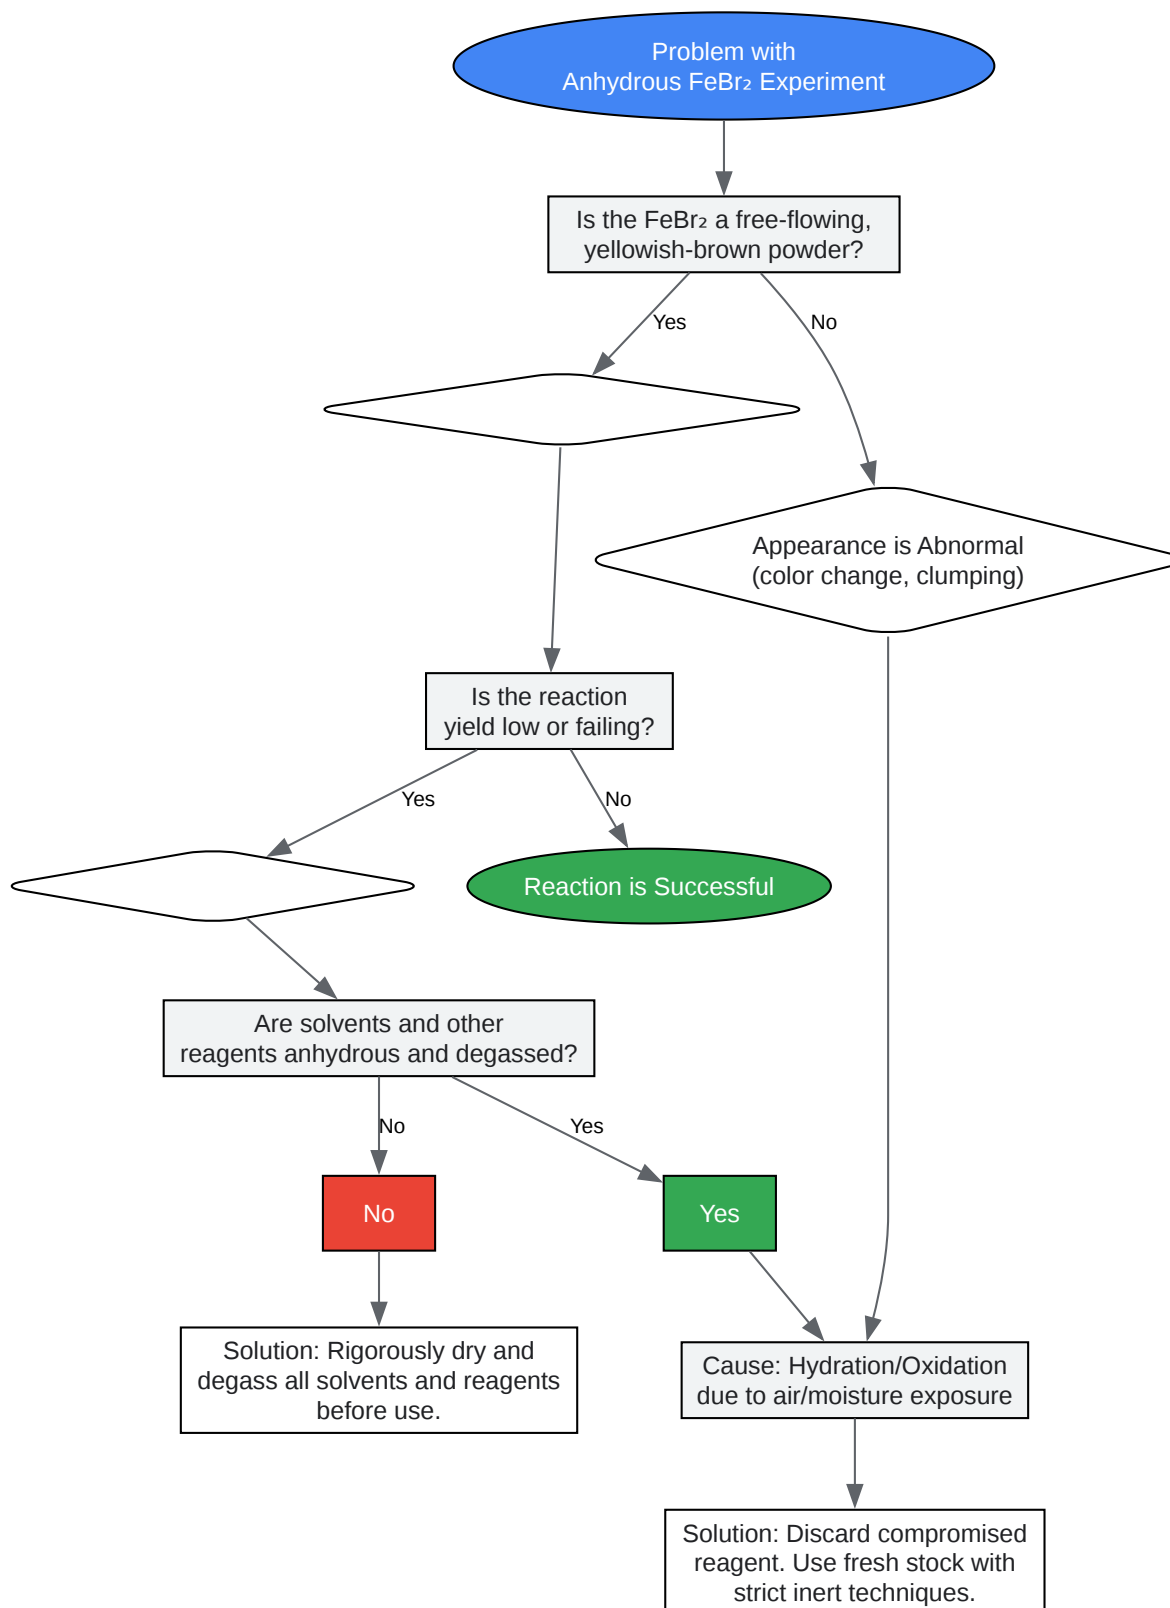 Problem with
Anhydrous FeBr₂ Experiment
Is the FeBr₂ a free-flowing,
yellowish-brown powder?
Yes
No
Appearance is Abnormal
(color change, clumping)
Is the reaction
yield low or failing?
Yes
No
Reaction is Successful
Are solvents and other
reagents anhydrous and degassed?
No
Yes
No
Yes
Solution: Rigorously dry and
degass all solvents and reagents
before use.
Cause: Hydration/Oxidation
due to air/moisture exposure
Solution: Discard compromised
reagent. Use fresh stock with
strict inert techniques.